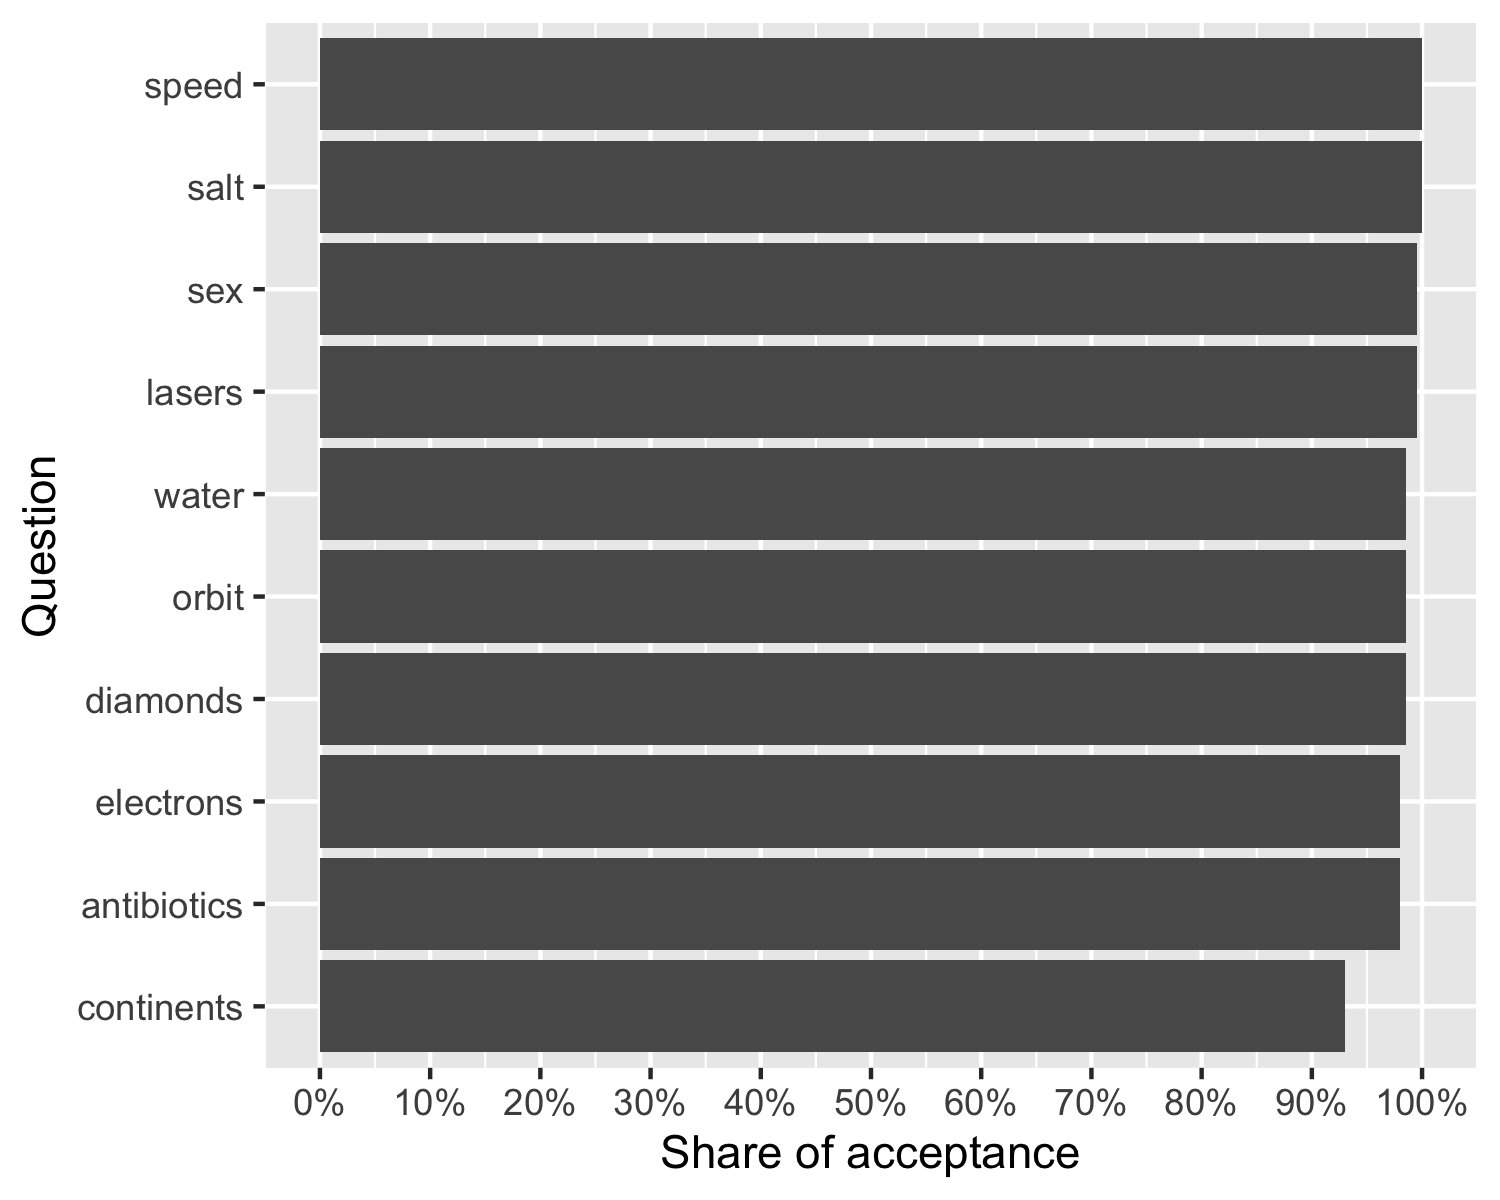 Question
speed
salt
sex
lasers
water
orbit
diamonds
electrons
antibiotics
continents
0% 10% 20% 30% 40% 50% 60% 70% 80% 90% 100%
Share of acceptance